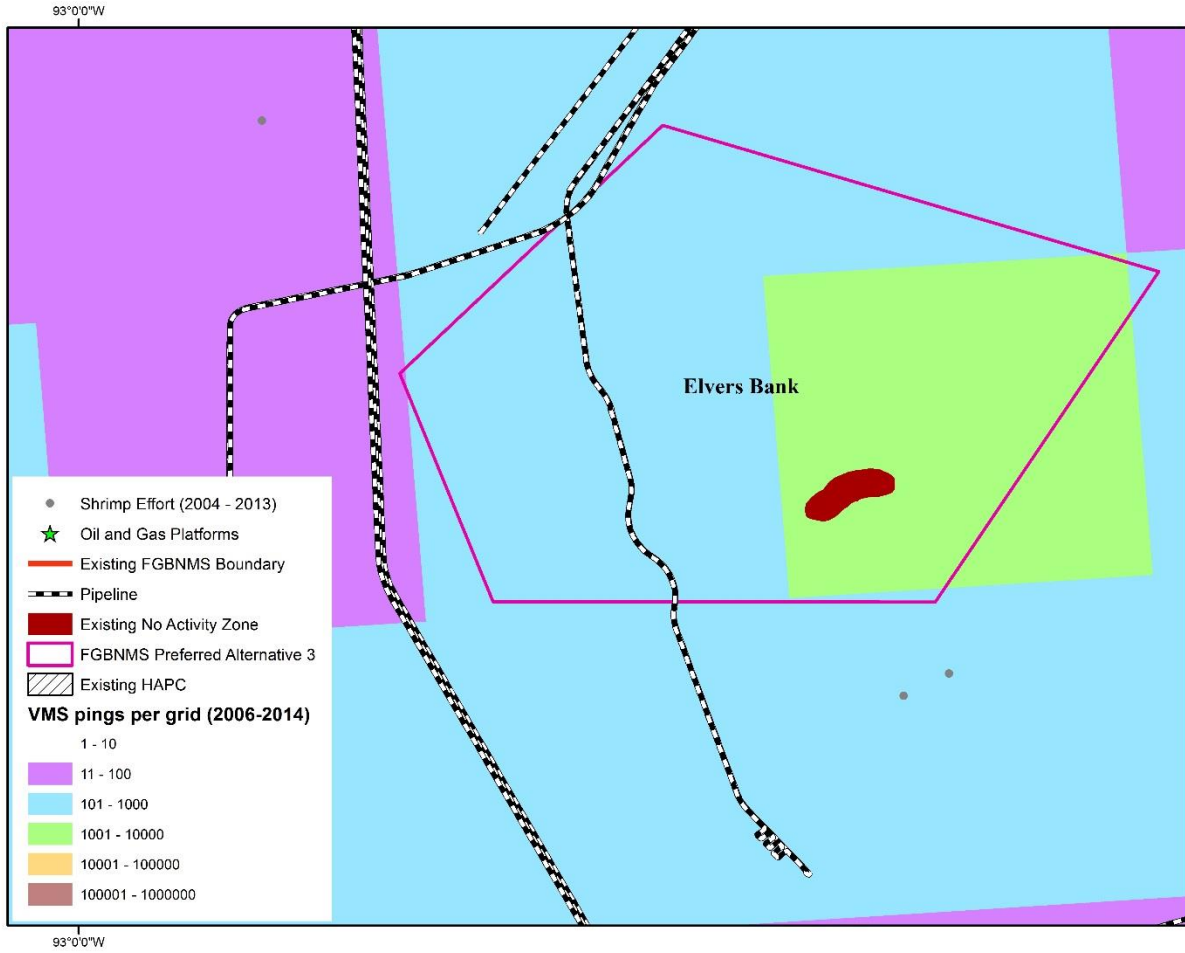 93°0'0"W
Elvers Bank
Shrimp Effort (2004 - 2013)
Oil and Gas Platforms
Existing FGBNMS Boundary
Pipeline
Existing No Activity Zone
FGBNMS Preferred Alternative 3
Existing HAPC
VMS pings per grid (2006-2014)
1 - 10
11 - 100
101 - 1000
1001 - 10000
10001 - 100000
100001 - 1000000
93°0'0"W